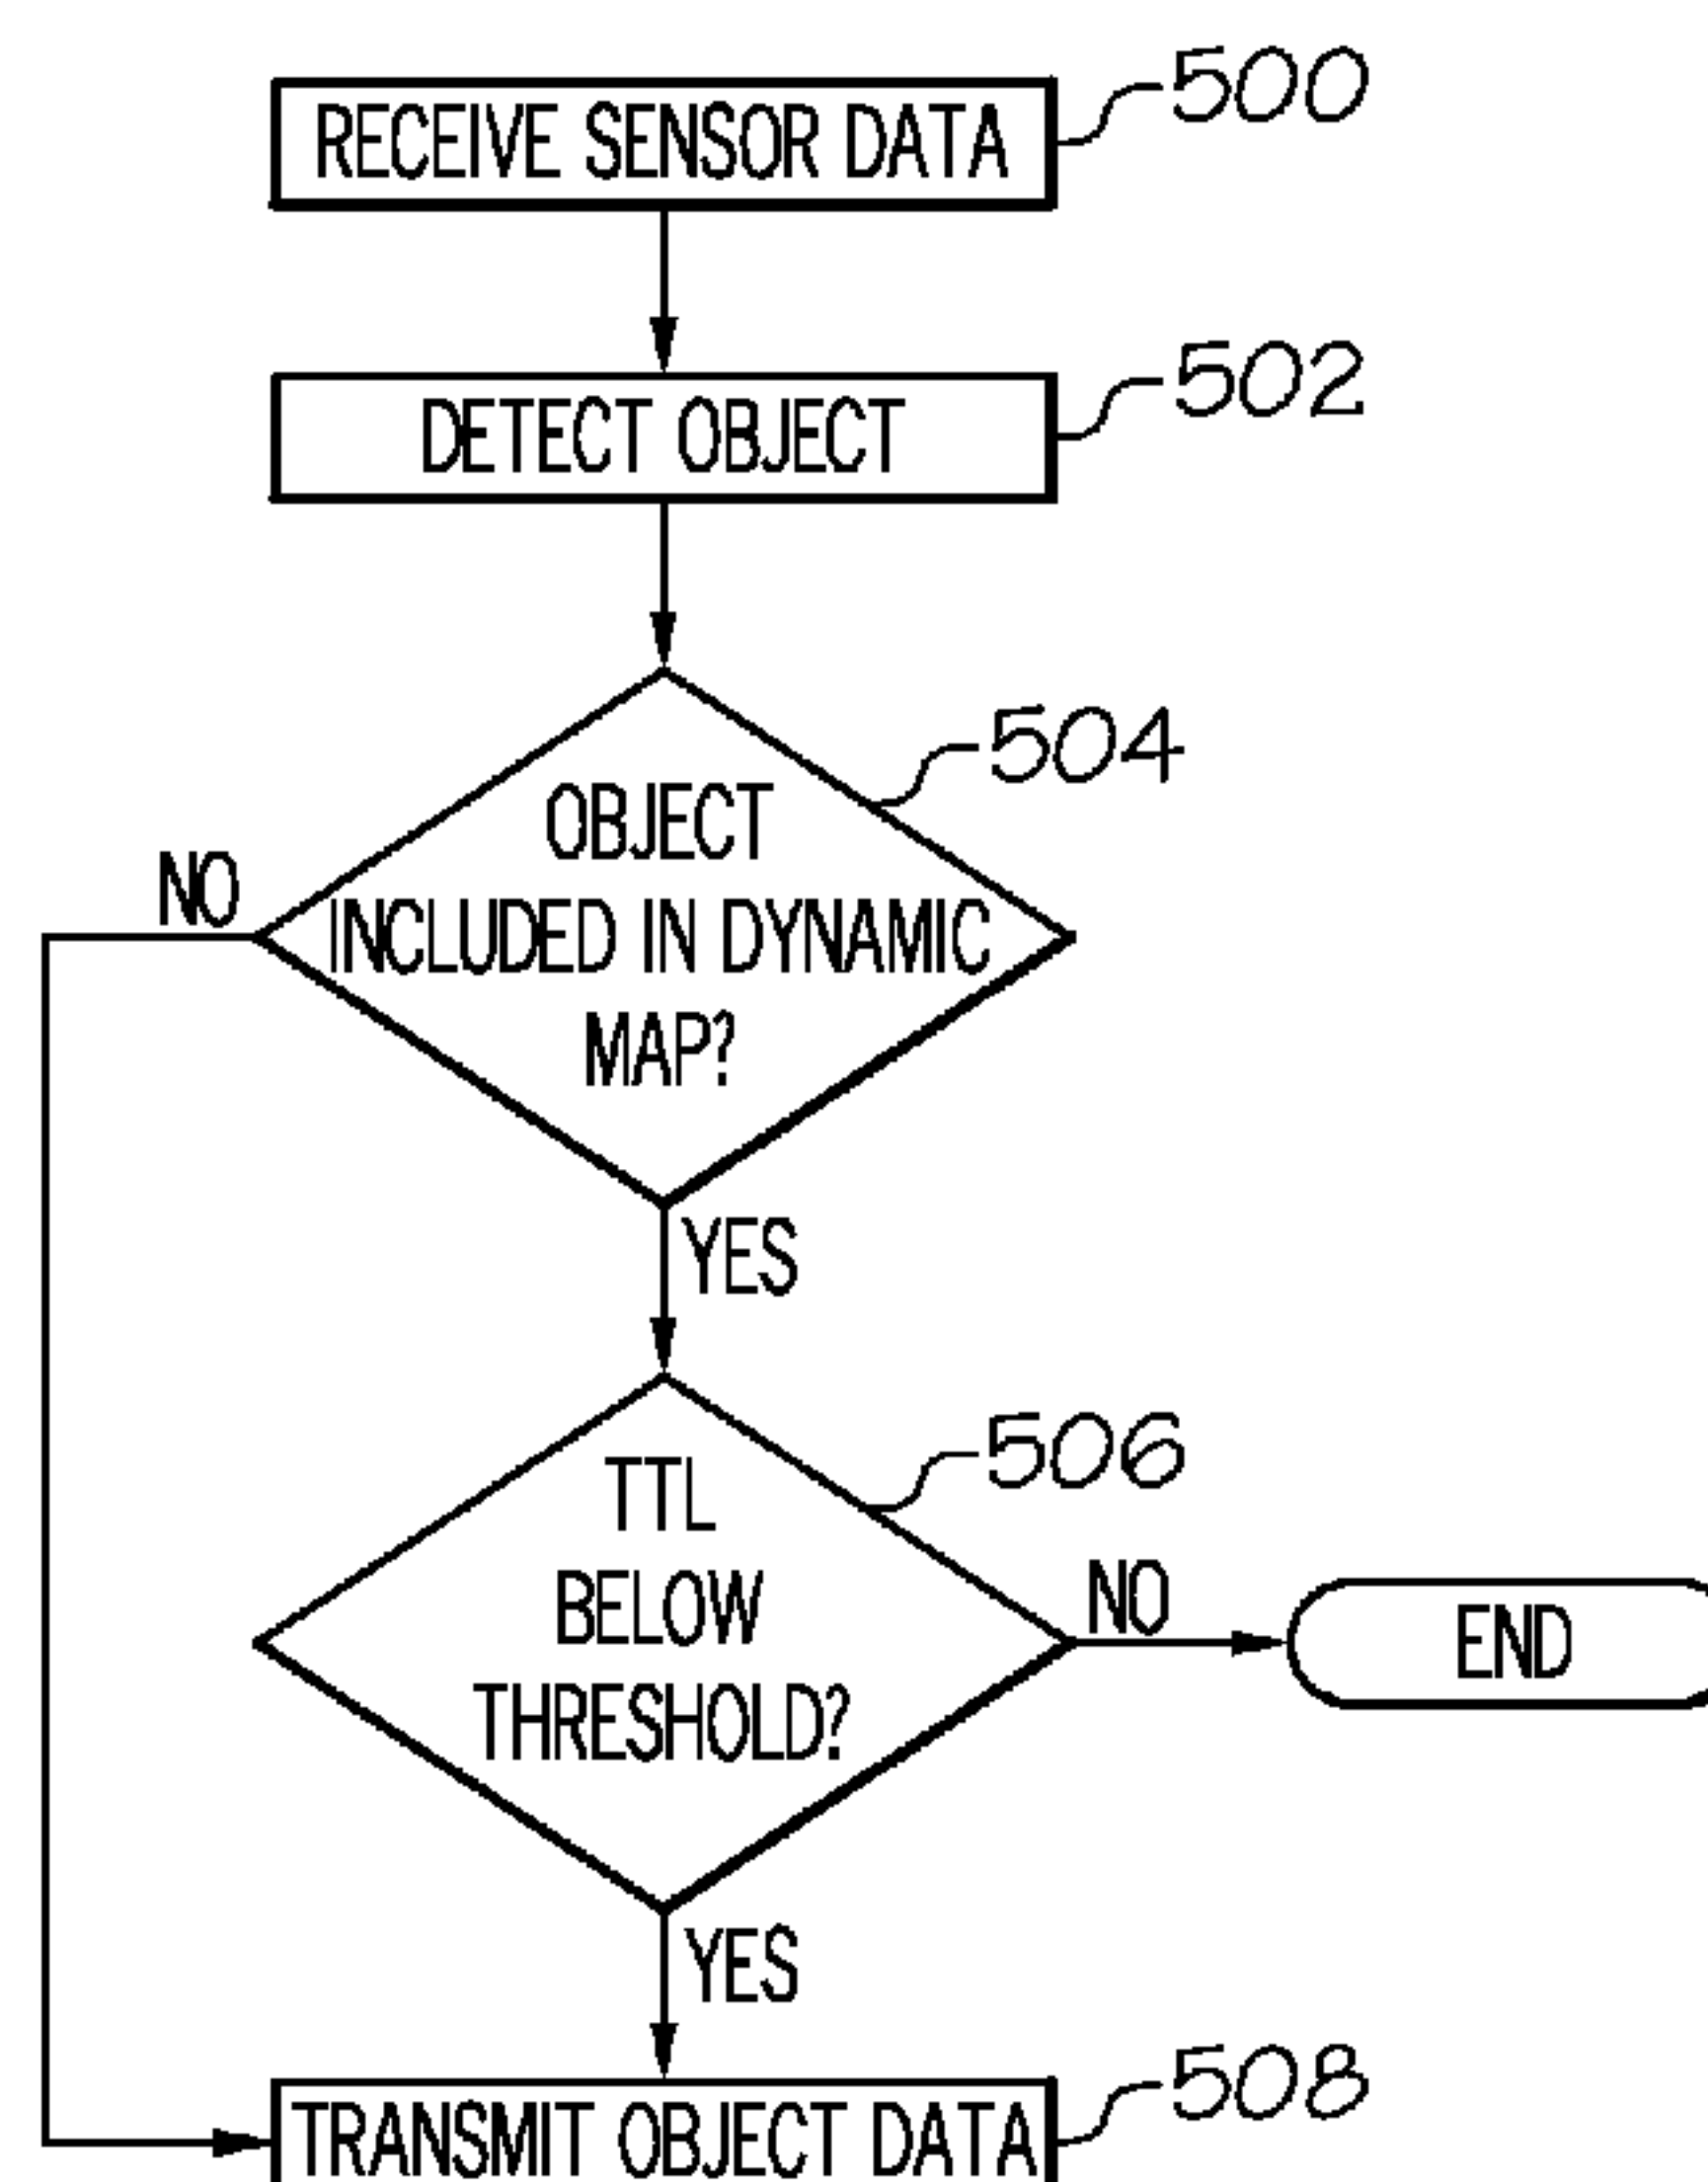 RECEIVE SENSOR DATA
500
DETECT OBJECT
502
504
OBJECT
INCLUDED IN DYNAMIC
MAP?
NO
YES
506
TTL
BELOW
THRESHOLD?
NO
END
YES
TRANSMIT OBJECT DATA
508